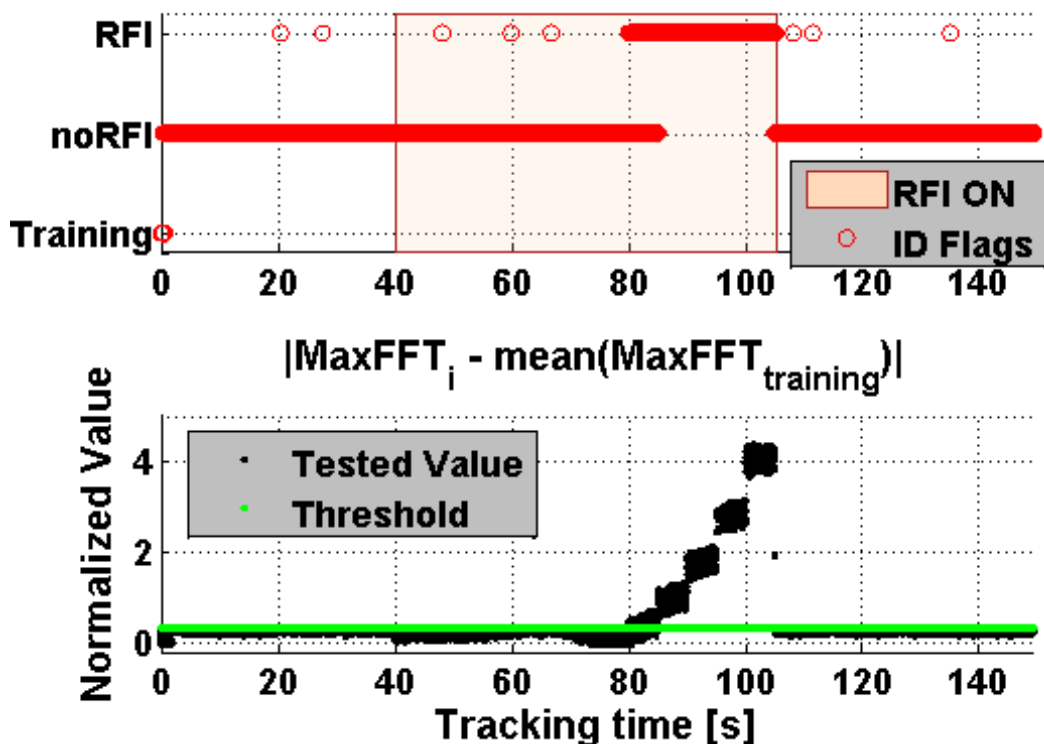 RFI
noRFI
Training
RFI ON
ID Flags
0 20 40 60 80 100 120 140
|MaxFFT_i - mean(MaxFFT_training)|
Normalized Value
4
2
0
Tested Value
Threshold
0 20 40 60 80 100 120 140
Tracking time [s]